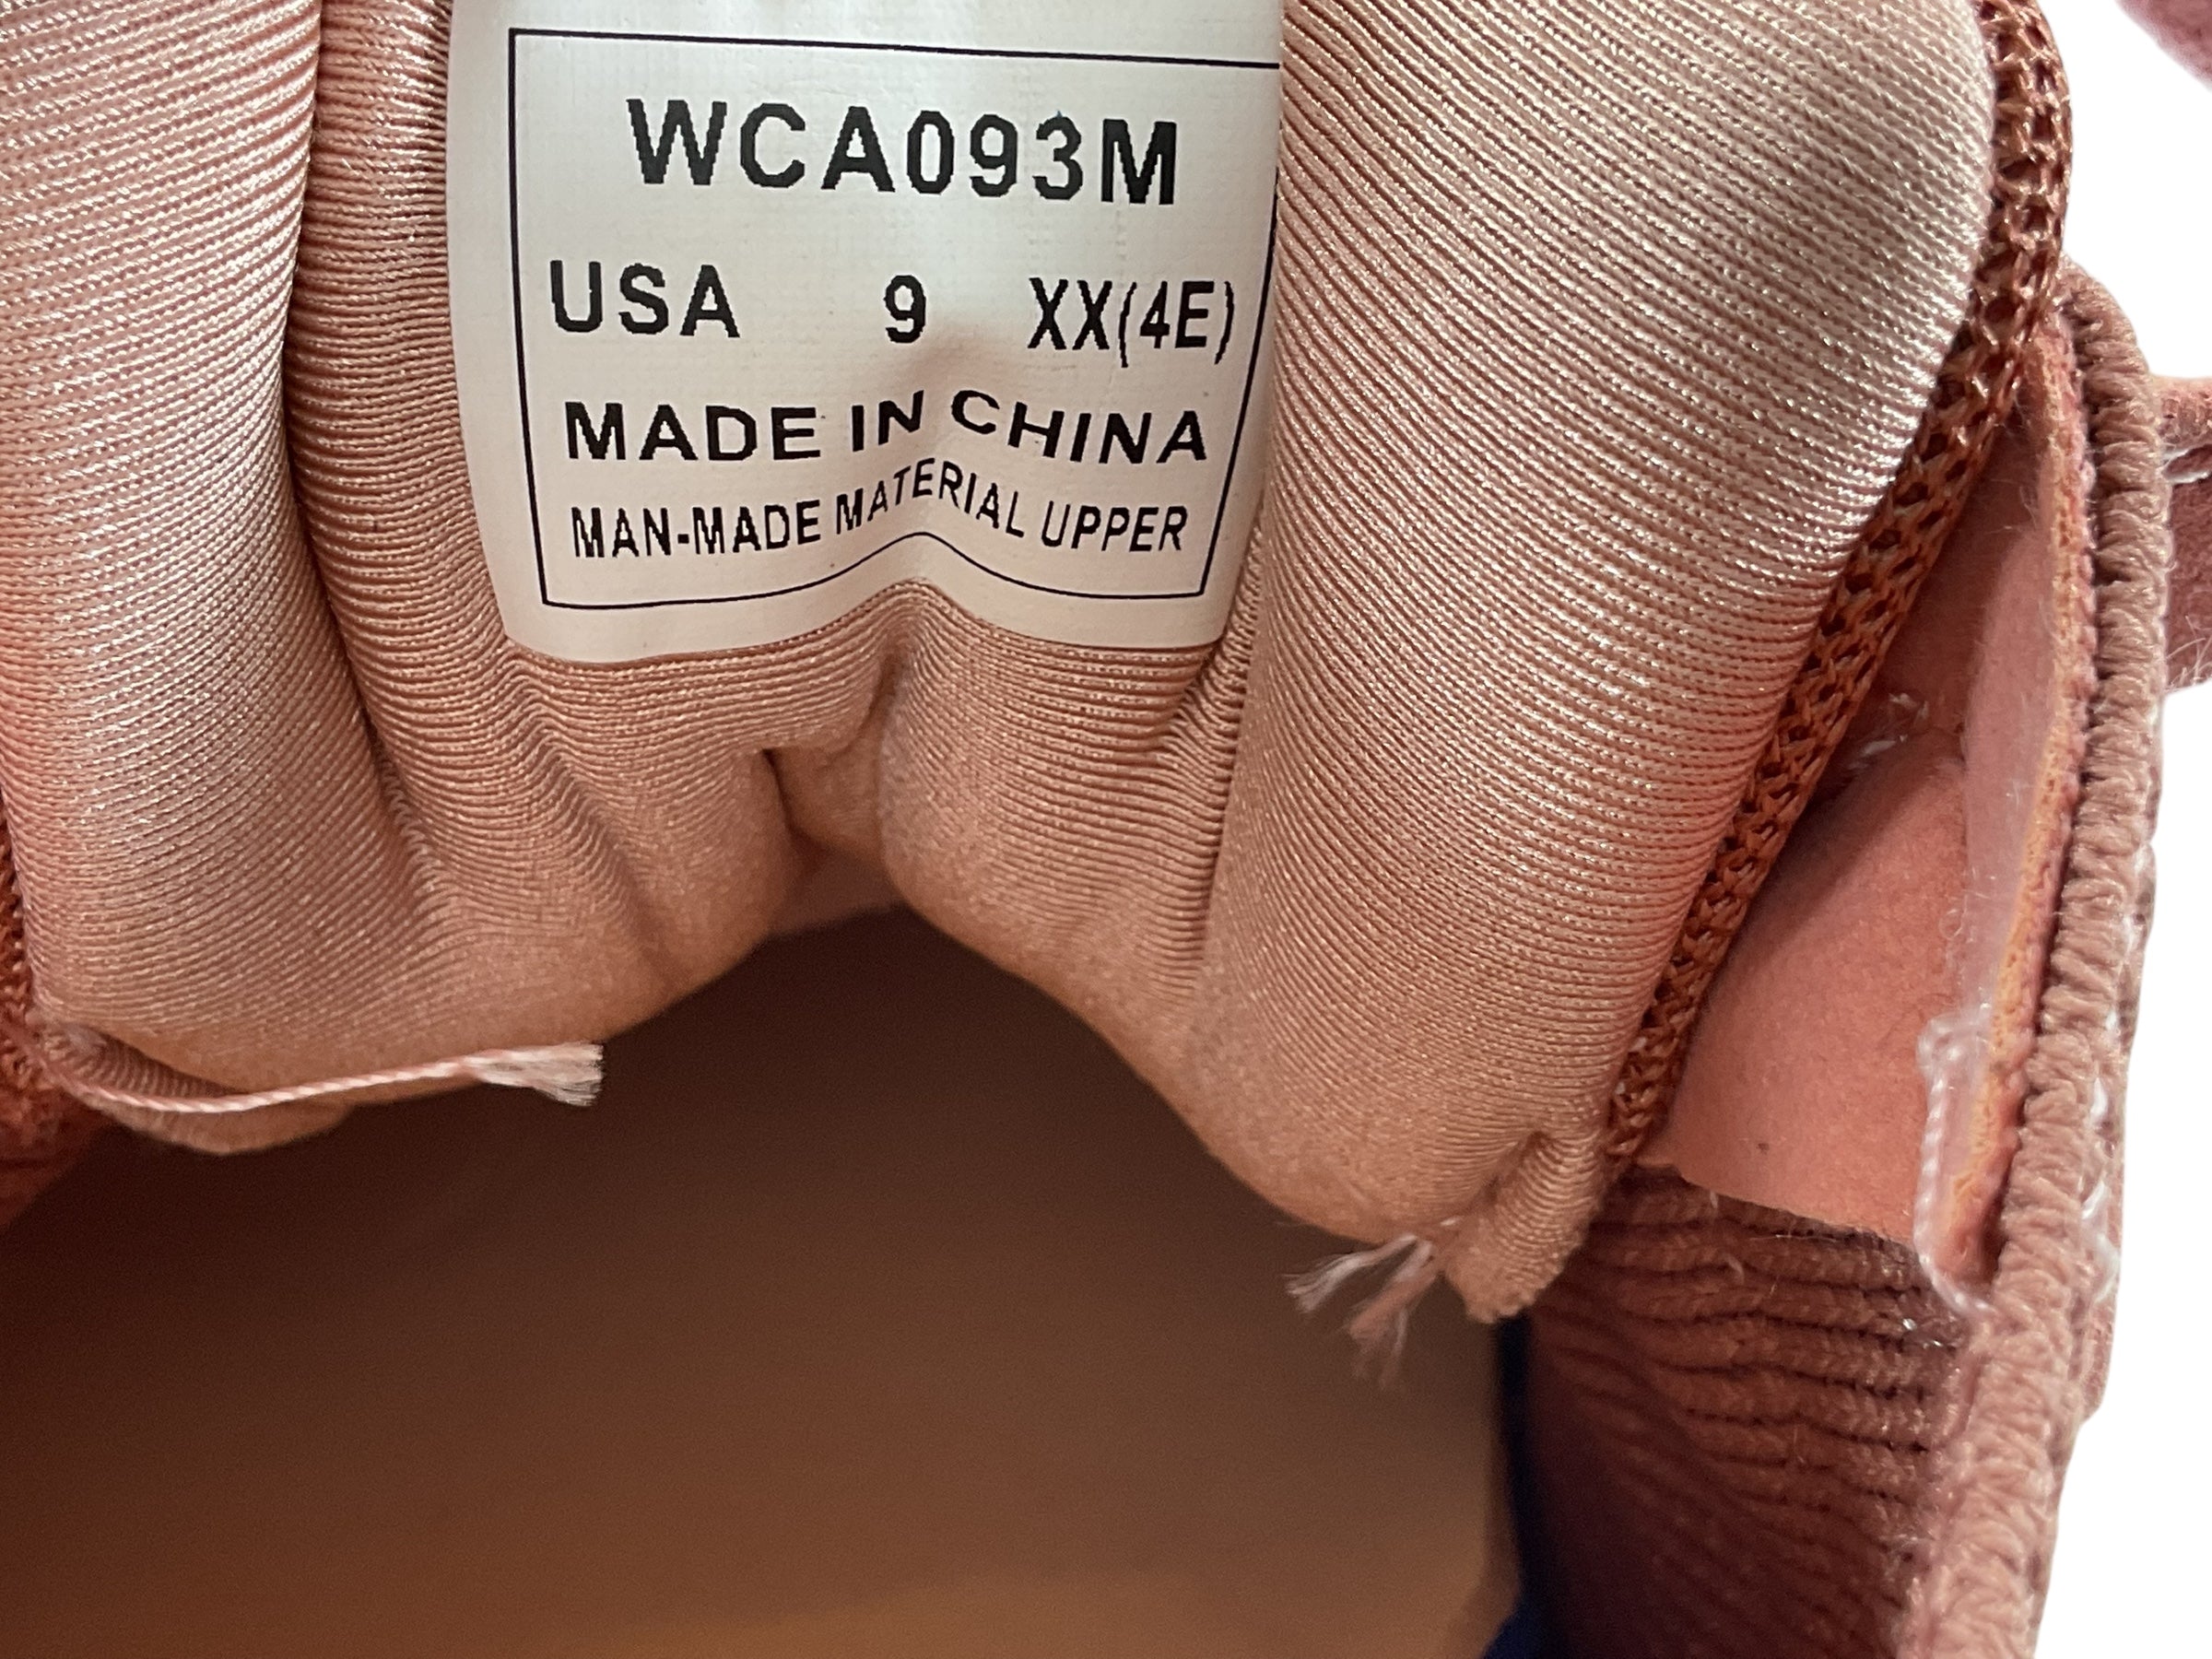 WCA093M
USA 9 XX(4E)
MADE IN CHINA
MAN-MADE MATERIAL UPPER